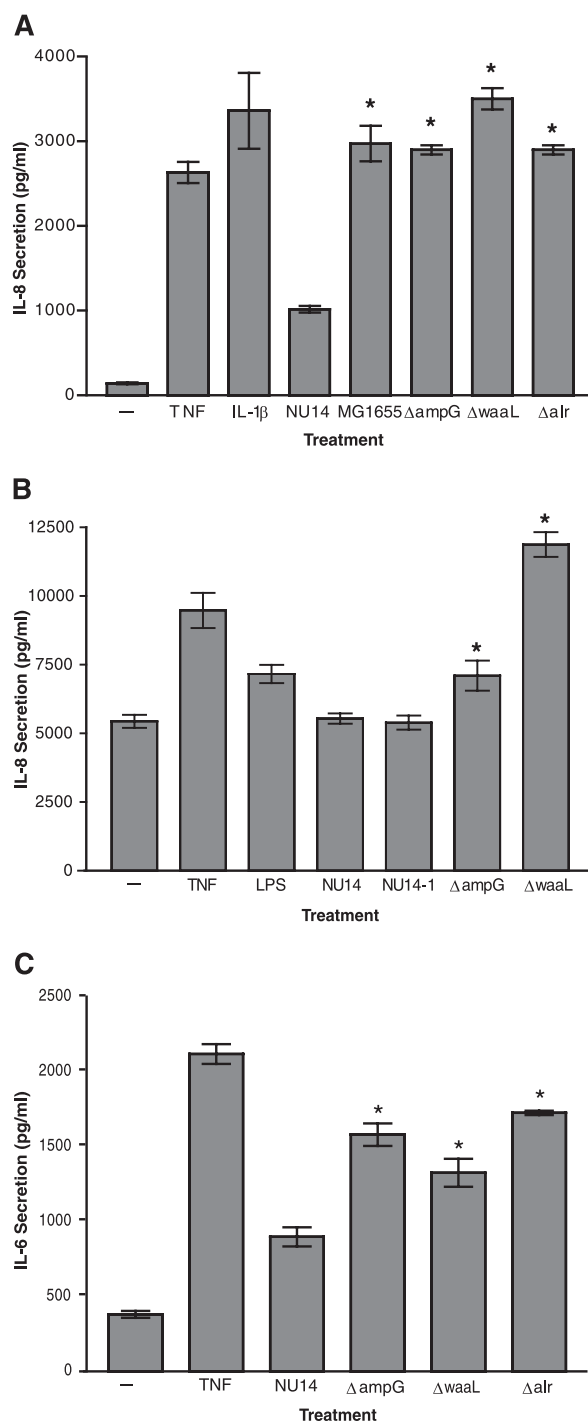 A
IL-8 Secretion (pg/ml)
4000
3000
2000
1000
0
* * * *
– TNF IL-1β NU14 MG1655 ΔampG ΔwaaL Δalr
Treatment
B
IL-8 Secretion (pg/ml)
12500
10000
7500
5000
2500
0
* *
– TNF LPS NU14 NU14-1 ΔampG ΔwaaL
Treatment
C
IL-6 Secretion (pg/ml)
2500
2000
1500
1000
500
0
* * *
– TNF NU14 ΔampG ΔwaaL Δalr
Treatment